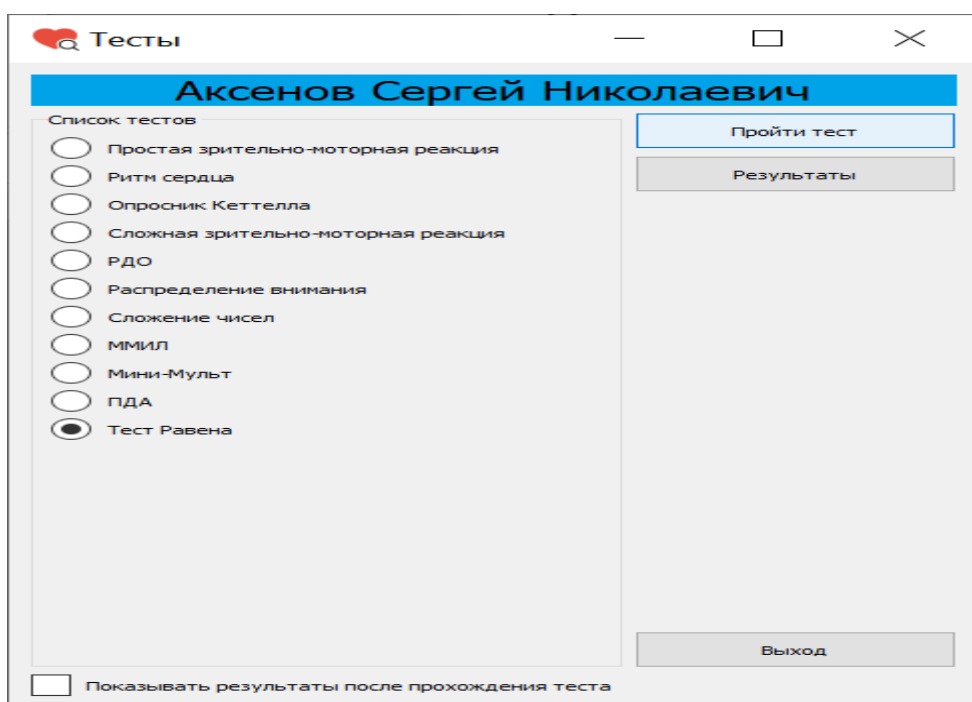 Тесты
Аксенов Сергей Николаевич
Список тестов
Простая зрительно-моторная реакция
Ритм сердца
Опросник Кеттелла
Сложная зрительно-моторная реакция
РДО
Распределение внимания
Сложение чисел
ММИЛ
Мини-Мульт
ПДА
Тест Равена
Пройти тест
Результаты
Выход
Показывать результаты после прохождения теста